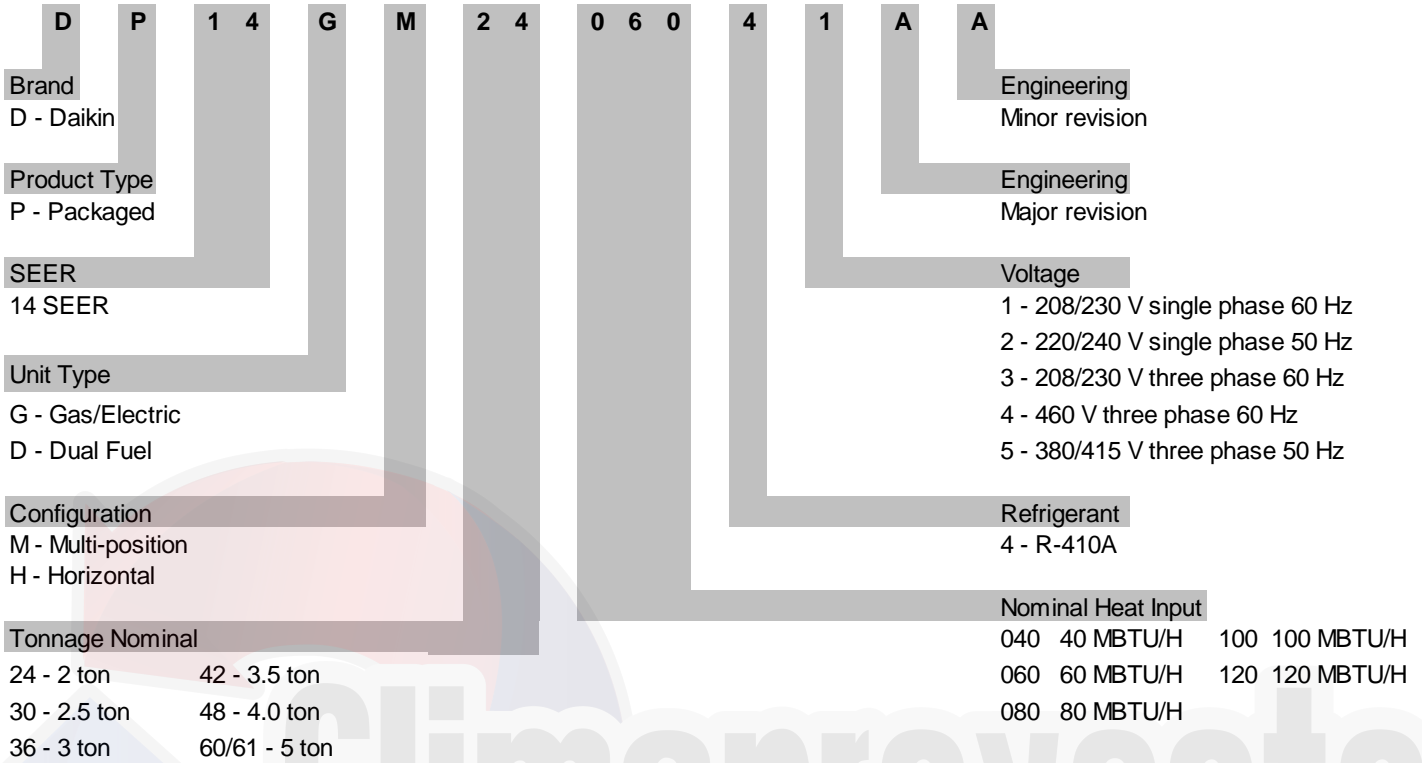 D P 1 4 G M 2 4 0 6 0 4 1 A A
Brand
D - Daikin
Product Type
P - Packaged
SEER
14 SEER
Unit Type
G - Gas/Electric
D - Dual Fuel
Configuration
M - Multi-position
H - Horizontal
Tonnage Nominal
24 - 2 ton 42 - 3.5 ton
30 - 2.5 ton 48 - 4.0 ton
36 - 3 ton 60/61 - 5 ton
Engineering
Minor revision
Engineering
Major revision
Voltage
1 - 208/230 V single phase 60 Hz
2 - 220/240 V single phase 50 Hz
3 - 208/230 V three phase 60 Hz
4 - 460 V three phase 60 Hz
5 - 380/415 V three phase 50 Hz
Refrigerant
4 - R-410A
Nominal Heat Input
040 40 MBTU/H 100 100 MBTU/H
060 60 MBTU/H 120 120 MBTU/H
080 80 MBTU/H